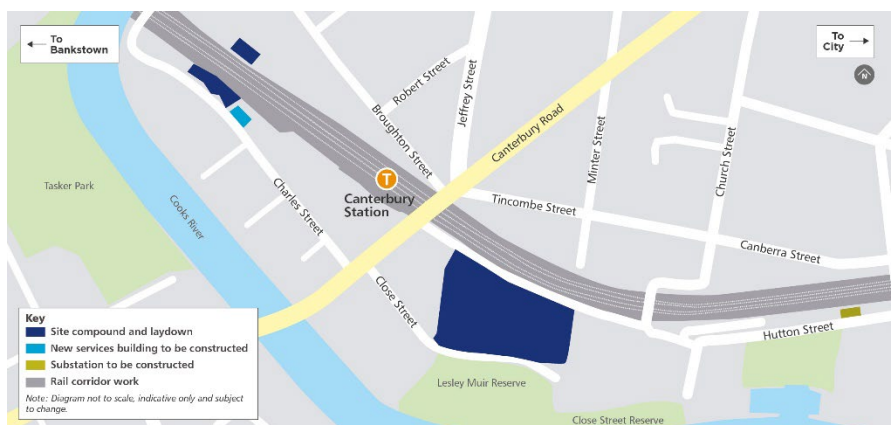 To
Bankstown
To
City
N
Robert Street
Jeffrey Street
Broughton Street
Canterbury Road
Minter Street
Church Street
Tasker Park
Cooks River
Charles Street
T
Canterbury
Station
Tincombe Street
Canberra Street
Close Street
Hutton Street
Key
Site compound and laydown
New services building to be constructed
Substation to be constructed
Rail corridor work
Note: Diagram not to scale, indicative only and subject
to change.
Lesley Muir Reserve
Close Street Reserve